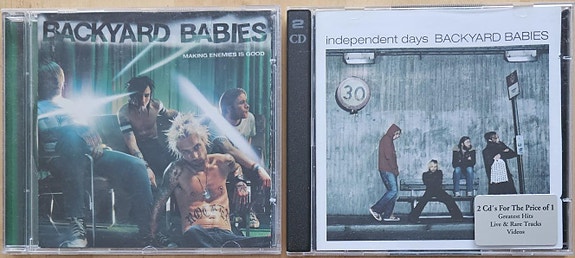 BACKYARD BABIES
MAKING ENEMIES IS GOOD
2
CD
independent days BACKYARD BABIES
30
2 Cd's For The Price of 1
Greatest Hits
Live & Rare Tracks
Videos